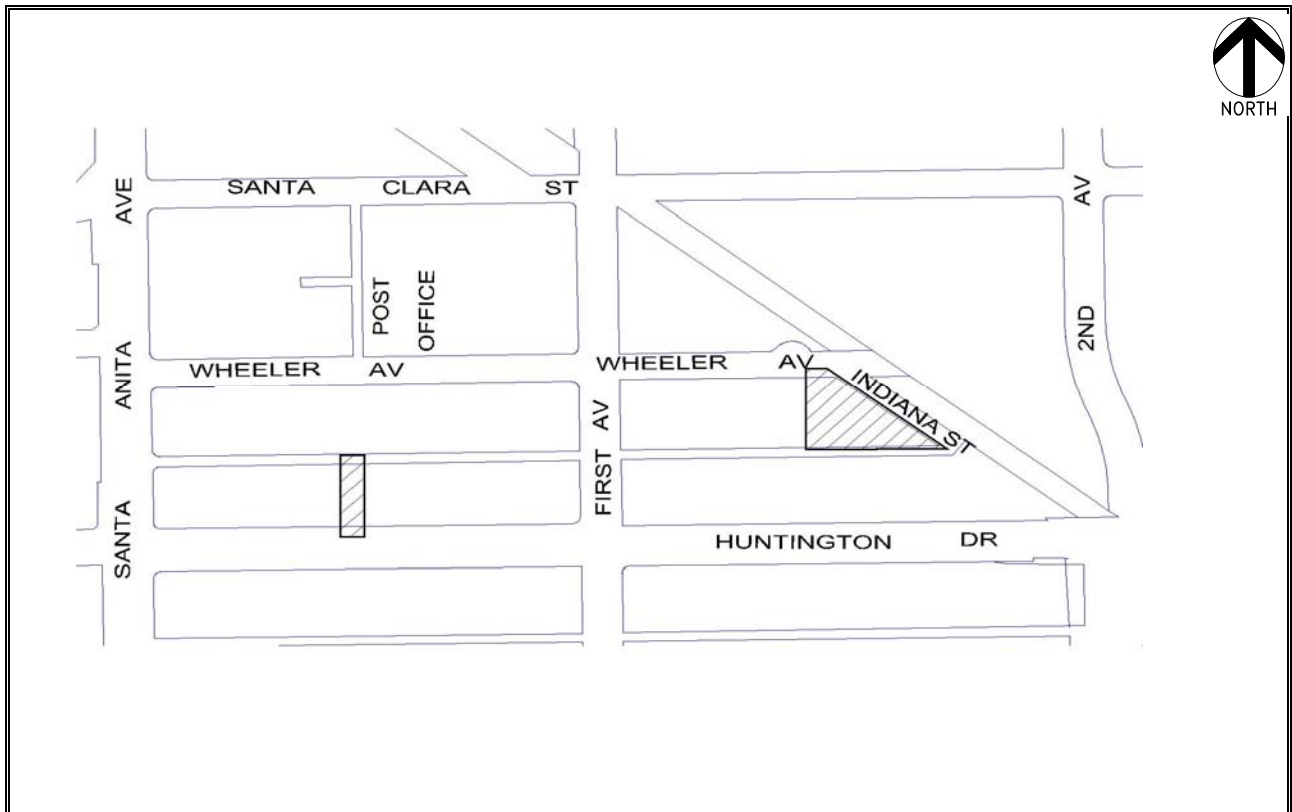 NORTH
SANTA CLARA ST
SANTA ANITA AVE
POST
OFFICE
2ND AV
WHEELER AV
WHEELER AV
INDIANA ST
FIRST AV
HUNTINGTON DR